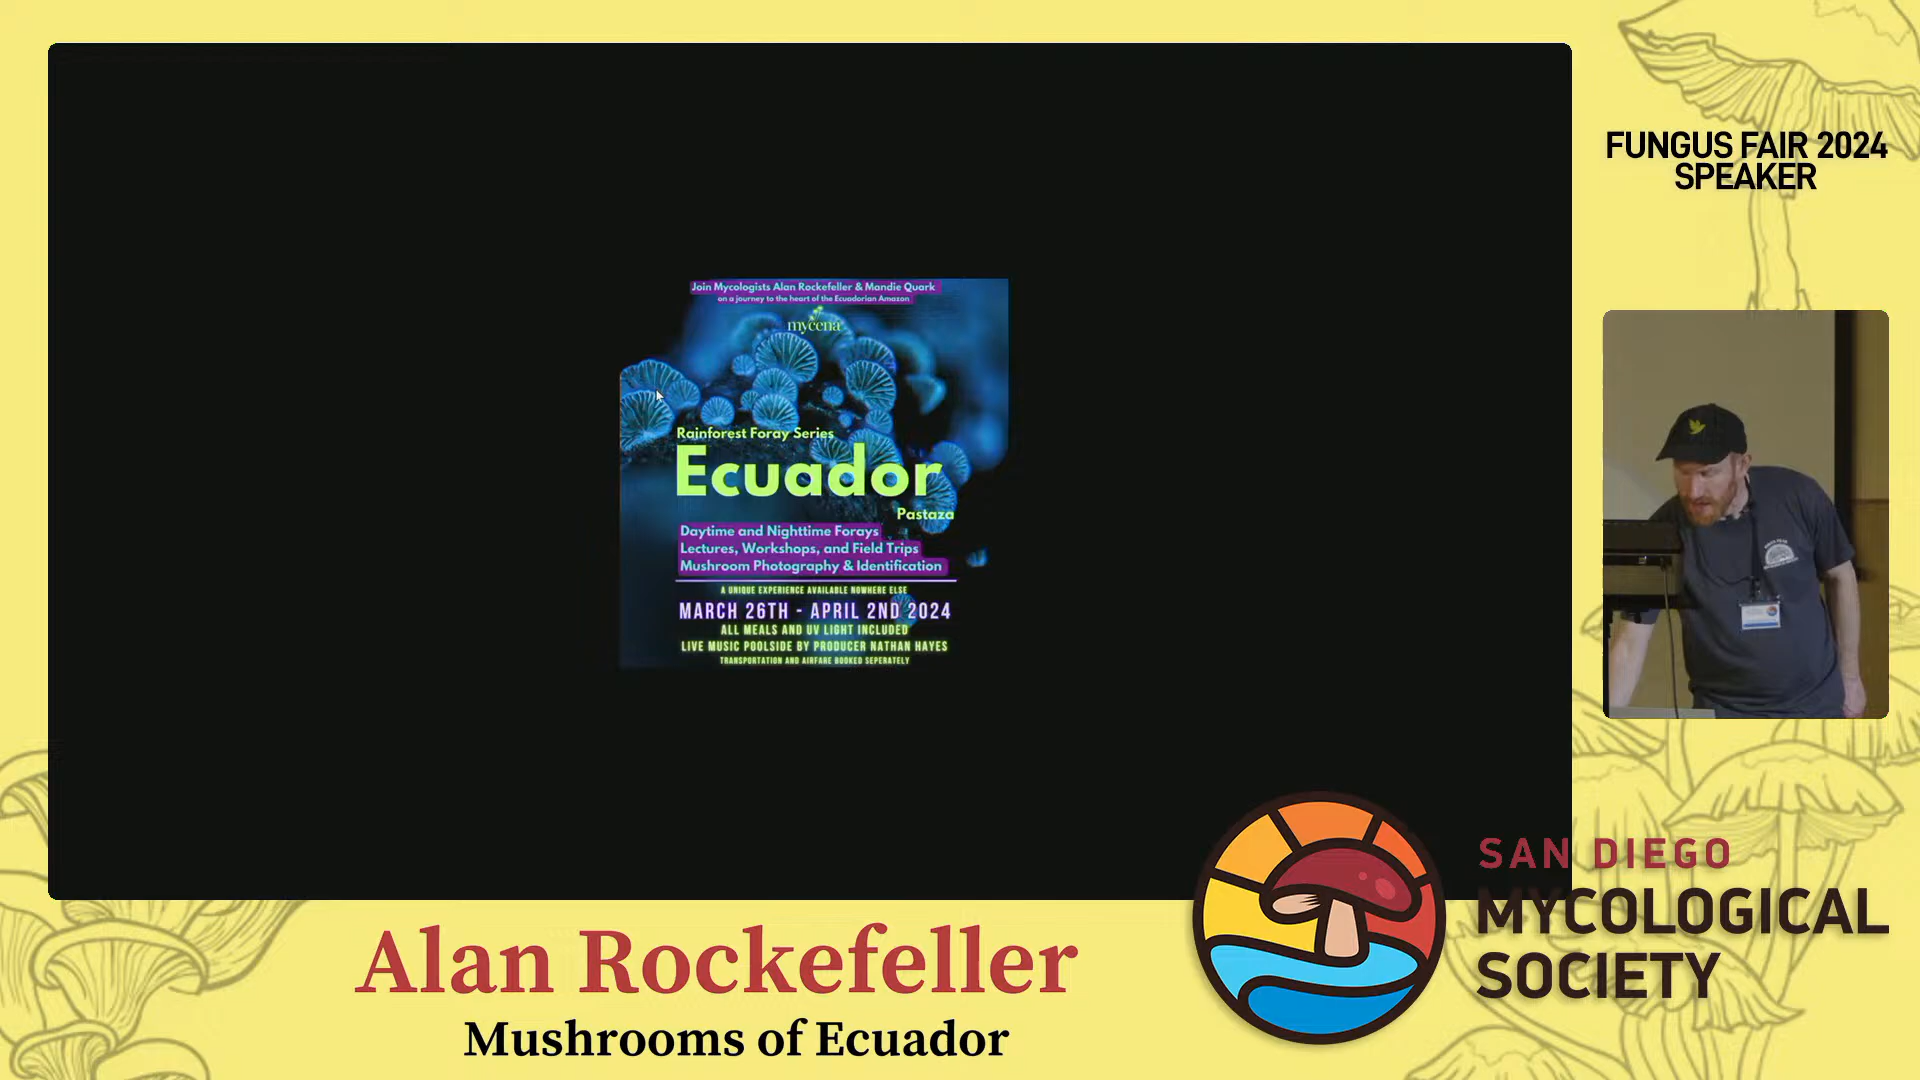 FUNGUS FAIR 2024
SPEAKER
Join Mycologists Alan Rockefeller & Mandie Quark
on a journey to the heart of the Ecuadorian Amazon
mycena
Rainforest Foray Series
Ecuador
Pastaza
Daytime and Nighttime Forays
Lectures, Workshops, and Field Trips
Mushroom Photography & Identification
A UNIQUE EXPERIENCE AVAILABLE NOWHERE ELSE
MARCH 26TH - APRIL 2ND 2024
ALL MEALS AND UV LIGHT INCLUDED
LIVE MUSIC POOLSIDE BY PRODUCER NATHAN HAYES
TRANSPORTATION AND AIRFARE BOOKED SEPERATELY
SAN DIEGO
MYCOLOGICAL
SOCIETY
Alan Rockefeller
Mushrooms of Ecuador